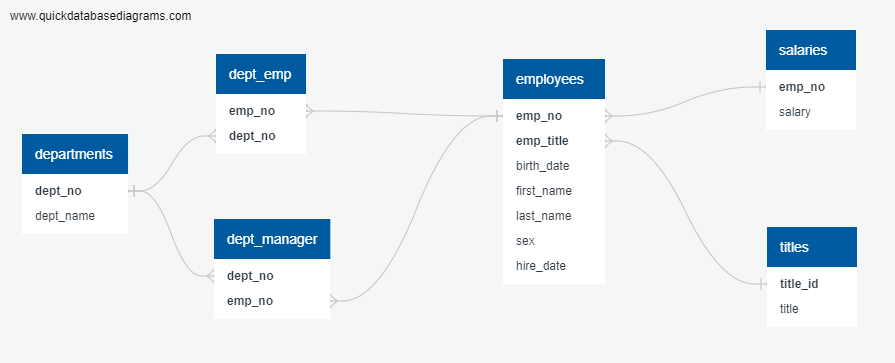 www.quickdatabasediagrams.com
departments
dept_no
dept_name
dept_emp
emp_no
dept_no
dept_manager
dept_no
emp_no
employees
emp_no
emp_title
birth_date
first_name
last_name
sex
hire_date
salaries
emp_no
salary
titles
title_id
title